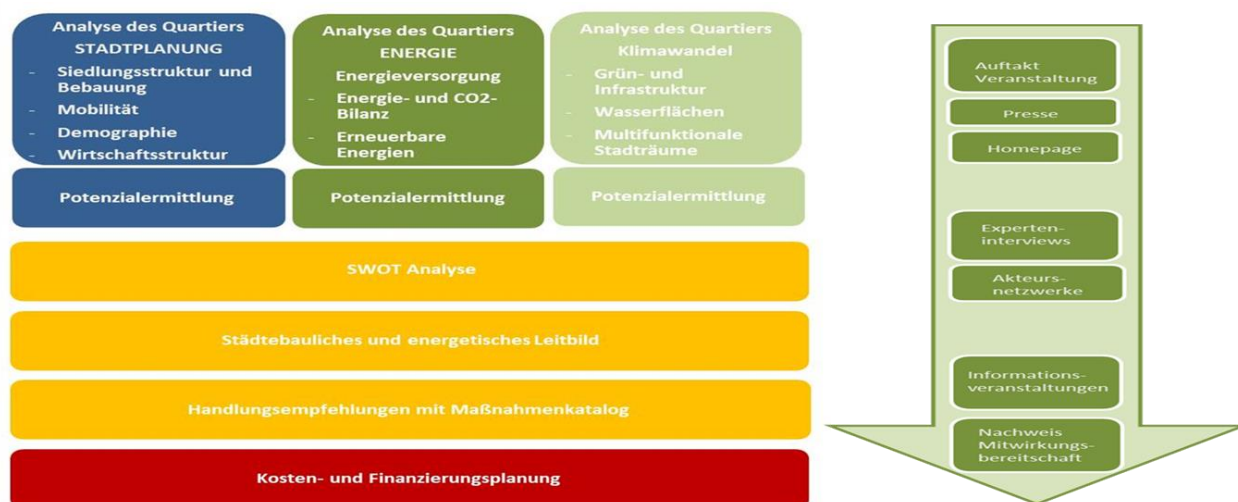 Analyse des Quartiers
STADTPLANUNG
- Siedlungsstruktur und
Bebauung
- Mobilität
- Demographie
- Wirtschaftsstruktur
Potenzialermittlung
Analyse des Quartiers
ENERGIE
Energieversorgung
- Energie- und CO2-
Bilanz
- Erneuerbare
Energien
Potenzialermittlung
Analyse des Quartiers
Klimawandel
- Grün- und
Infrastruktur
- Wasserflächen
- Multifunktionale
Stadträume
Potenzialermittlung
SWOT Analyse
Städtebauliches und energetisches Leitbild
Handlungsempfehlungen mit Maßnahmenkatalog
Kosten- und Finanzierungsplanung
Auftakt
Veranstaltung
Presse
Homepage
Experten-
interviews
Akteurs-
netzwerke
Informations-
veranstaltungen
Nachweis
Mitwirkungs-
bereitschaft